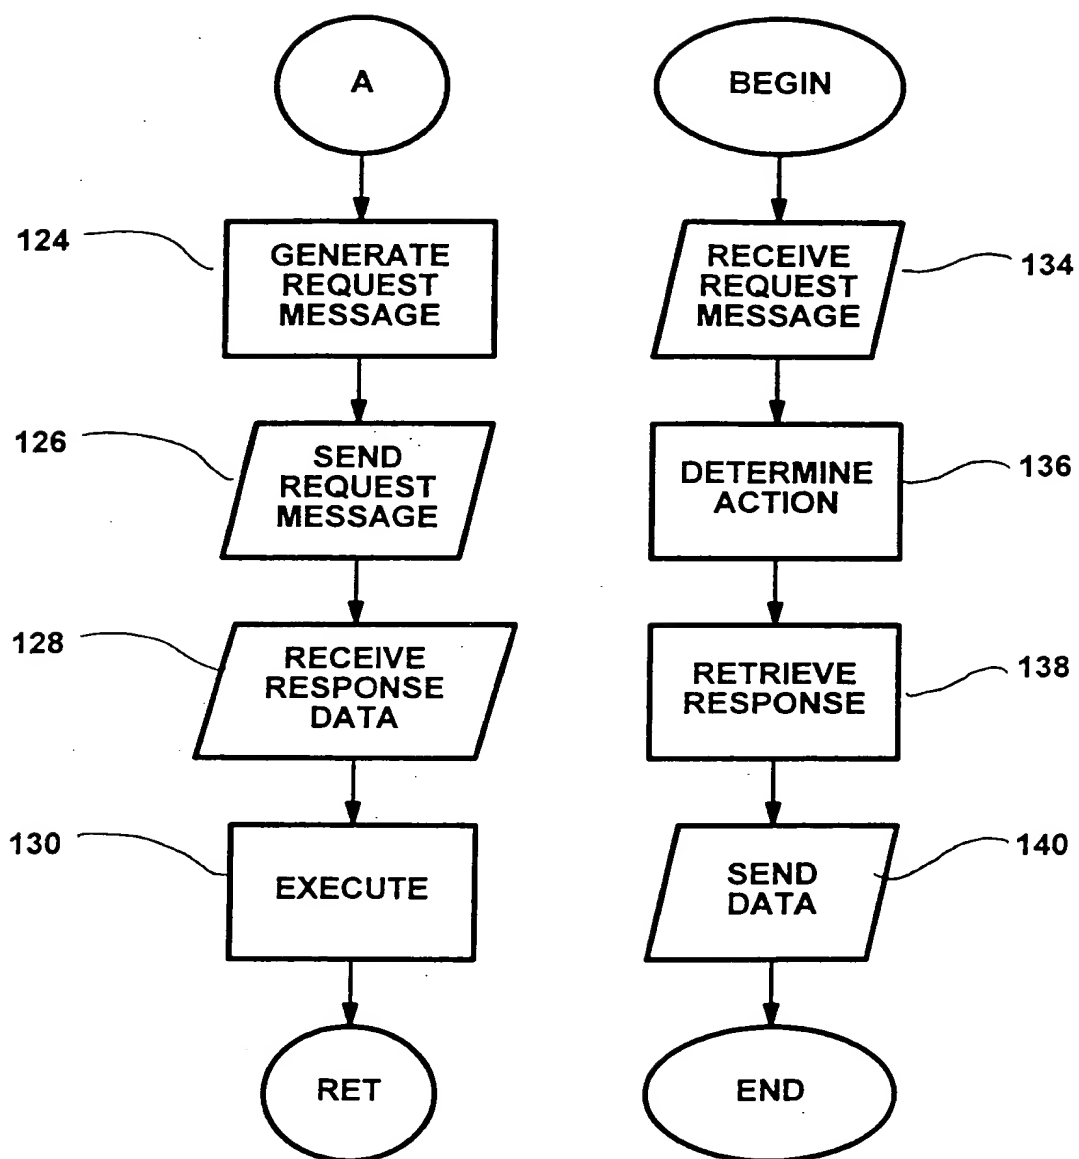 A
124
GENERATE
REQUEST
MESSAGE
126
SEND
REQUEST
MESSAGE
128
RECEIVE
RESPONSE
DATA
130
EXECUTE
RET
BEGIN
RECEIVE
REQUEST
MESSAGE
134
DETERMINE
ACTION
136
RETRIEVE
RESPONSE
138
SEND
DATA
140
END